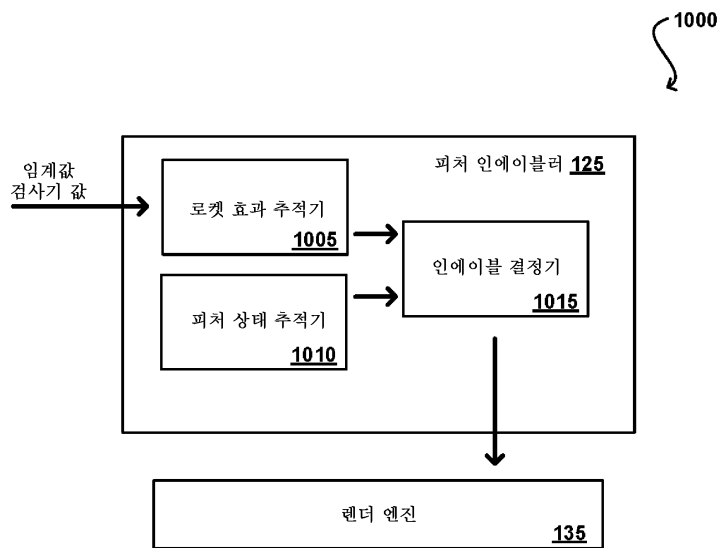 1000
임계값
검사기 값
피처 인에이블러 125
로켓 효과 추적기
1005
인에이블 결정기
1015
피처 상태 추적기
1010
렌더 엔진
135